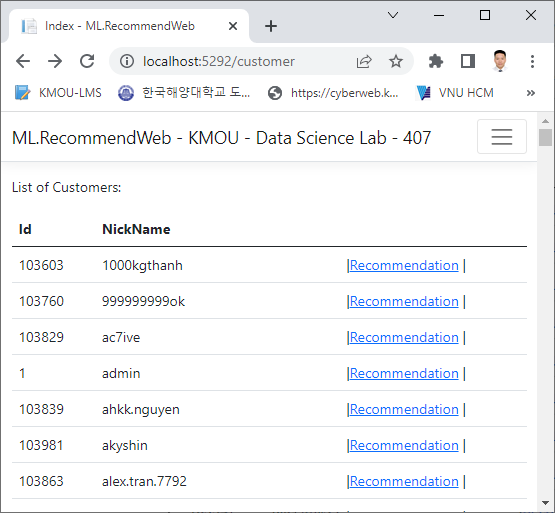 Index - ML.RecommendWeb
localhost:5292/customer
KMOU-LMS 한국해양대학교 도... https://cyberweb.k... VNU HCM
ML.RecommendWeb - KMOU - Data Science Lab - 407
List of Customers:
Id NickName
103603 1000kgthanh |Recommendation |
103760 999999999ok |Recommendation |
103829 ac7ive |Recommendation |
1 admin |Recommendation |
103839 ahkk.nguyen |Recommendation |
103981 akyshin |Recommendation |
103863 alex.tran.7792 |Recommendation |